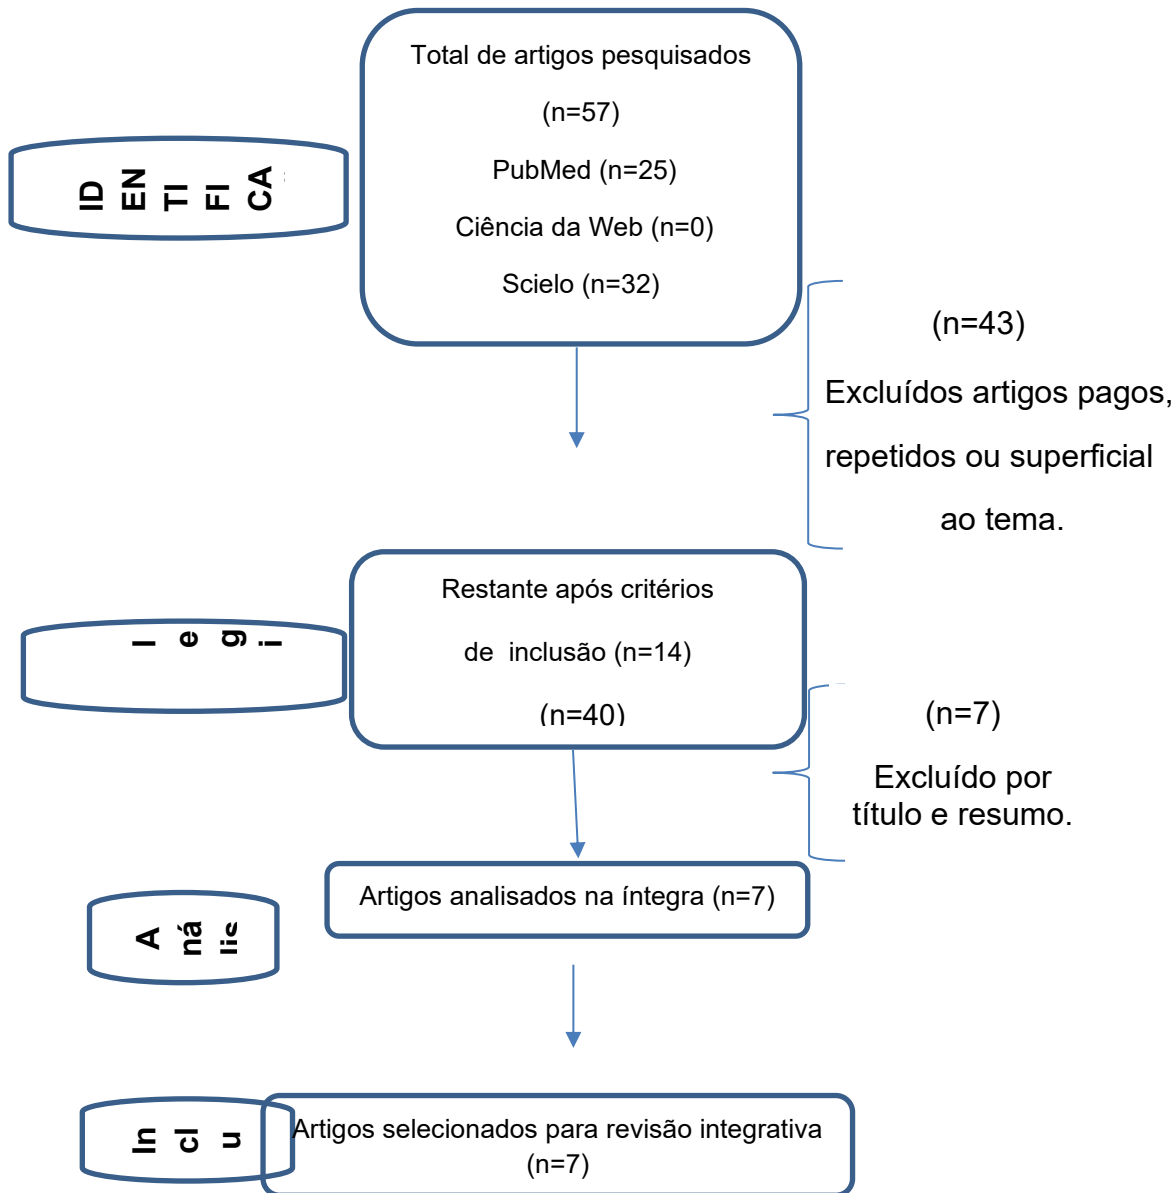 Total de artigos pesquisados
(n=57)
PubMed (n=25)
Ciência da Web (n=0)
Scielo (n=32)
ID
EN
TI
FI
CA
(n=43)
Excluídos artigos pagos,
repetidos ou superficial
ao tema.
Restante após critérios
de inclusão (n=14)
(n=40)
l
e
g
i
(n=7)
Excluído por
título e resumo.
Artigos analisados na íntegra (n=7)
A
ná
lis
Artigos selecionados para revisão integrativa
(n=7)
In
cl
u